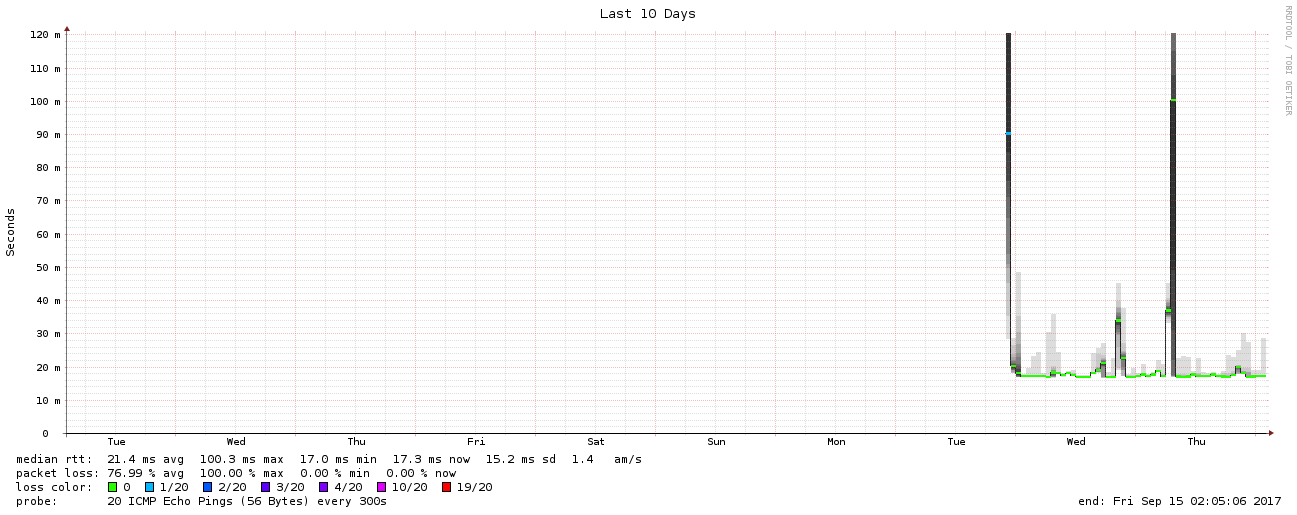 Last 10 Days
RRDTOOL / TOBI OETIKER
Seconds
120 m
110 m
100 m
90 m
80 m
70 m
60 m
50 m
40 m
30 m
20 m
10 m
0
Tue Wed Thu Fri Sat Sun Mon Tue Wed Thu
median rtt: 21.4 ms avg 100.3 ms max 17.0 ms min 17.3 ms now 15.2 ms sd 1.4 am/s
packet loss: 76.99 % avg 100.00 % max 0.00 % min 0.00 % now
loss color: 0 1/20 2/20 3/20 4/20 10/20 19/20
probe: 20 ICMP Echo Pings (56 Bytes) every 300s end: Fri Sep 15 02:05:06 2017